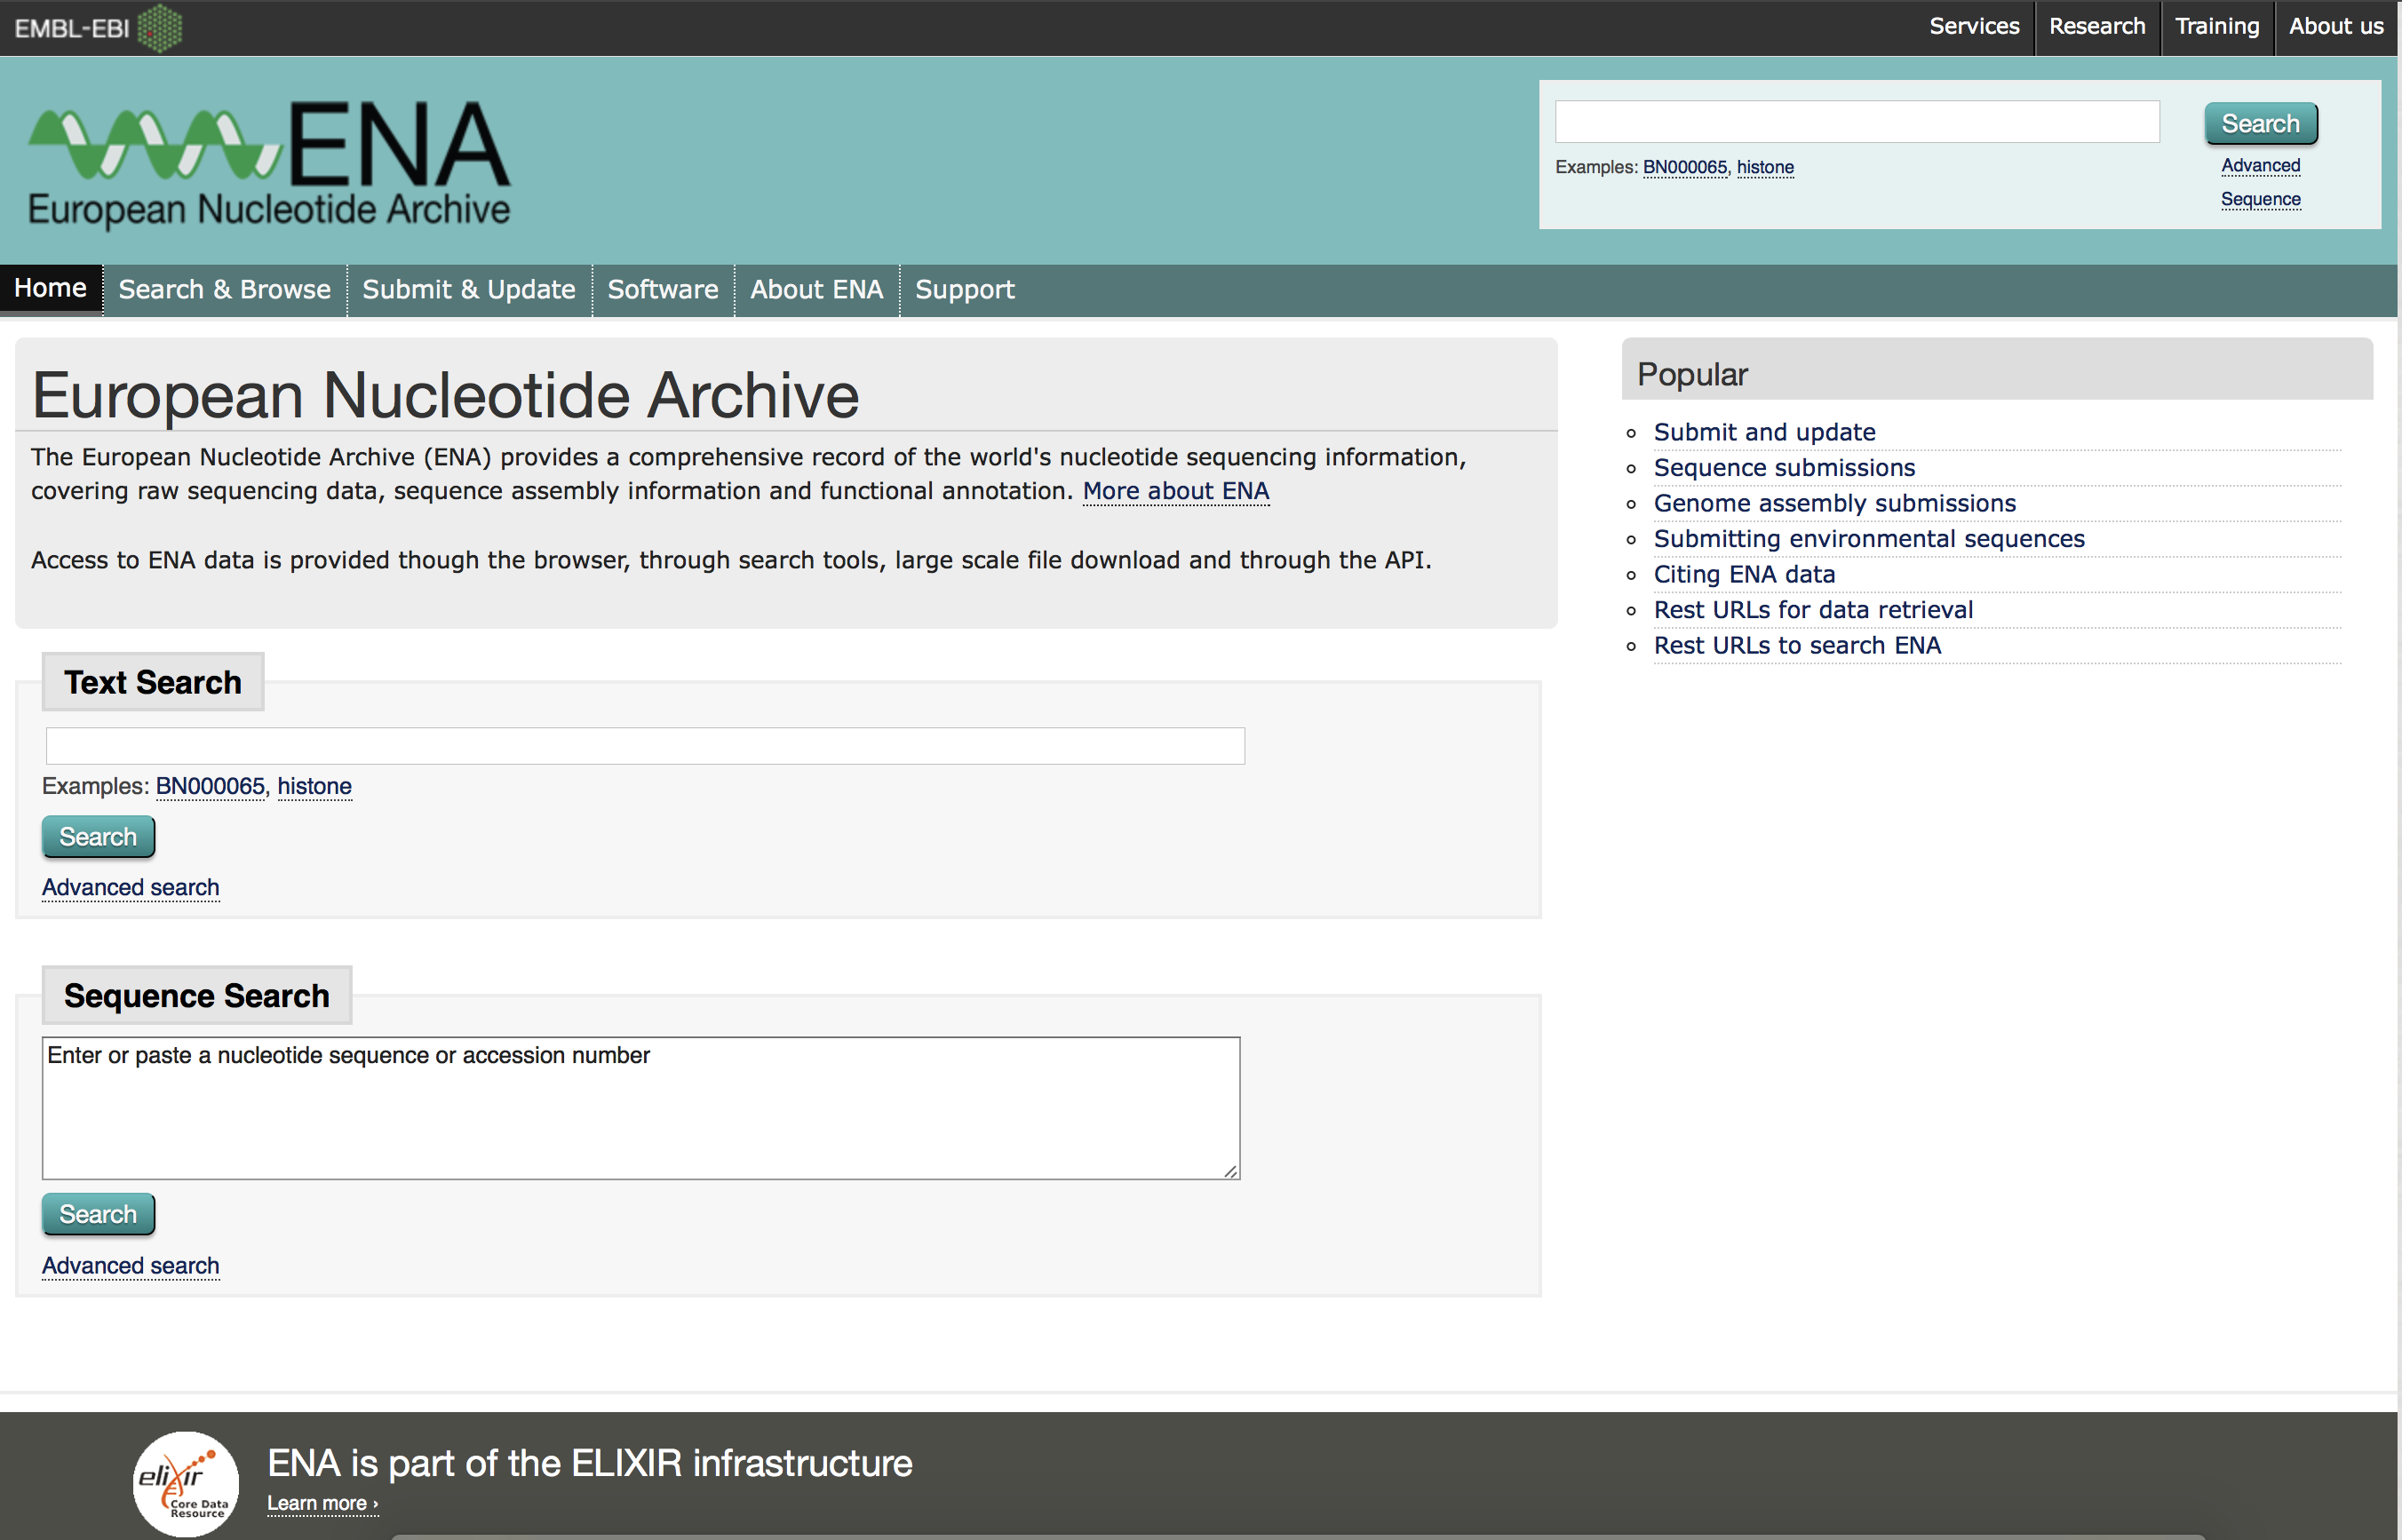 EMBL-EBI
Services Research Training About us
ENA
European Nucleotide Archive
Search
Examples: BN000065, histone
Advanced
Sequence
Home Search & Browse Submit & Update Software About ENA Support
European Nucleotide Archive
The European Nucleotide Archive (ENA) provides a comprehensive record of the world's nucleotide sequencing information,
covering raw sequencing data, sequence assembly information and functional annotation. More about ENA
Access to ENA data is provided though the browser, through search tools, large scale file download and through the API.
Popular
Submit and update
Sequence submissions
Genome assembly submissions
Submitting environmental sequences
Citing ENA data
Rest URLs for data retrieval
Rest URLs to search ENA
Text Search
Examples: BN000065, histone
Search
Advanced search
Sequence Search
Enter or paste a nucleotide sequence or accession number
Search
Advanced search
elixir
Core Data
Resource
ENA is part of the ELIXIR infrastructure
Learn more ›